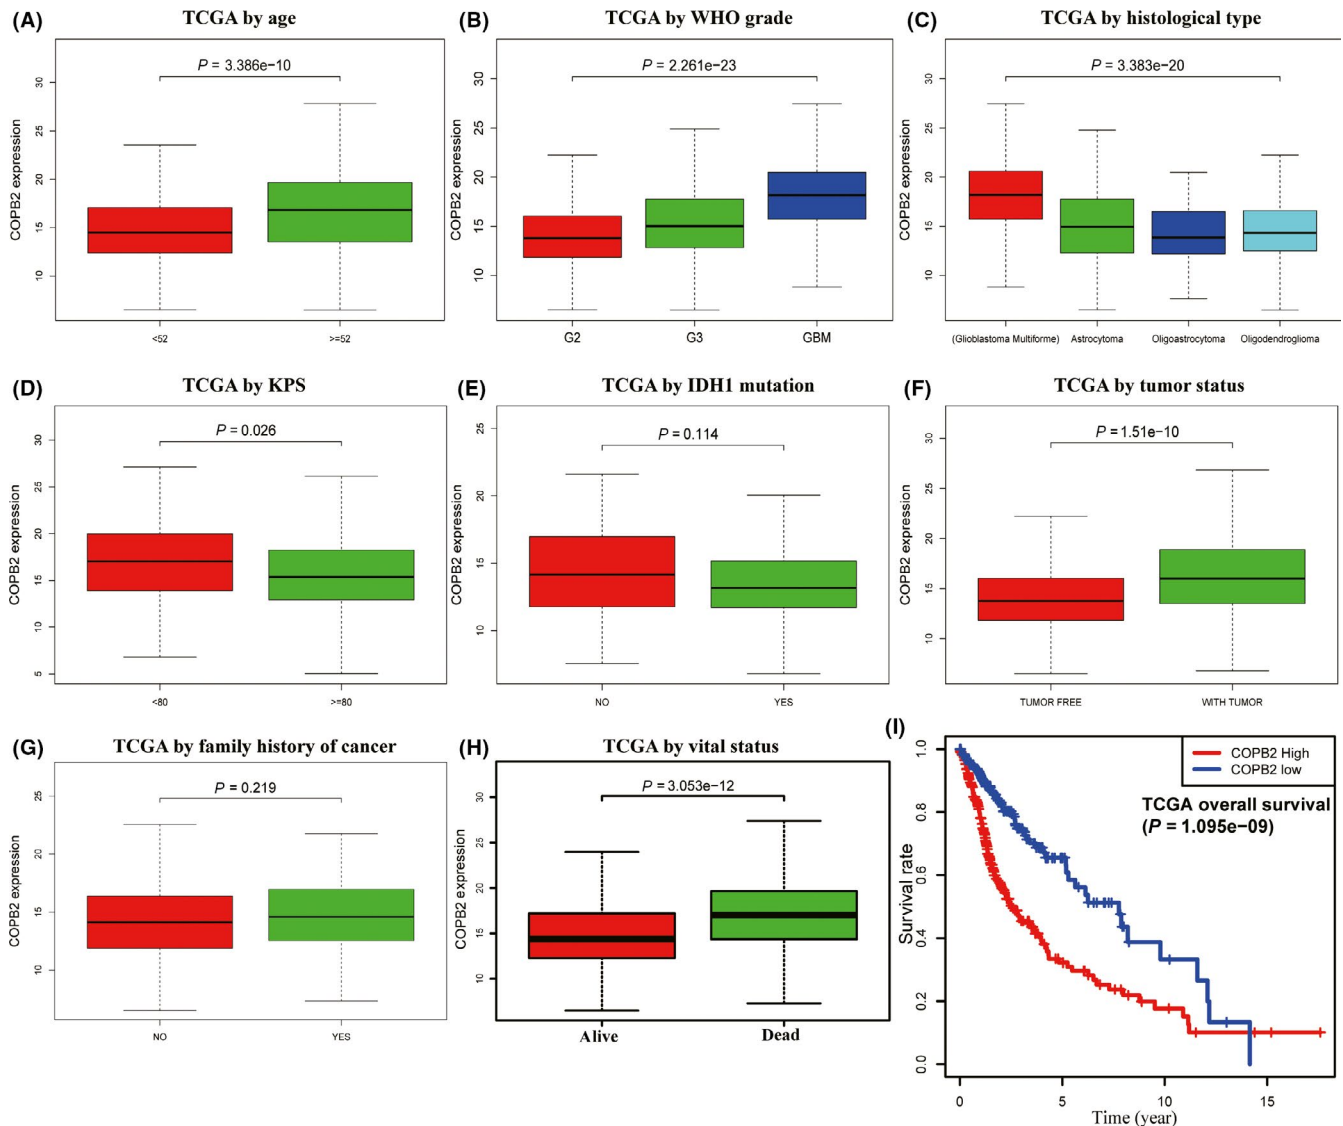 (A) TCGA by age
P = 3.386e−10
COPB2 expression
30
25
20
15
10
<52 >=52
(B) TCGA by WHO grade
P = 2.261e−23
COPB2 expression
30
25
20
15
10
G2 G3 GBM
(C) TCGA by histological type
P = 3.383e−20
COPB2 expression
30
25
20
15
10
(Glioblastoma Multiforme) Astrocytoma Oligoastrocytoma Oligodendroglioma
(D) TCGA by KPS
P = 0.026
COPB2 expression
30
25
20
15
10
5
<80 >=80
(E) TCGA by IDH1 mutation
P = 0.114
COPB2 expression
25
20
15
10
NO YES
(F) TCGA by tumor status
P =1.51e−10
COPB2 expression
30
25
20
15
10
TUMOR FREE WITH TUMOR
(G) TCGA by family history of cancer
P = 0.219
COPB2 expression
25
20
15
10
NO YES
(H) TCGA by vital status
P =3.053e−12
COPB2 expression
30
25
20
15
10
Alive Dead
(I)
COPB2 High
COPB2 low
TCGA overall survival
(P = 1.095e−09)
Survival rate
1.0
0.8
0.6
0.4
0.2
0.0
0 5 10 15
Time (year)